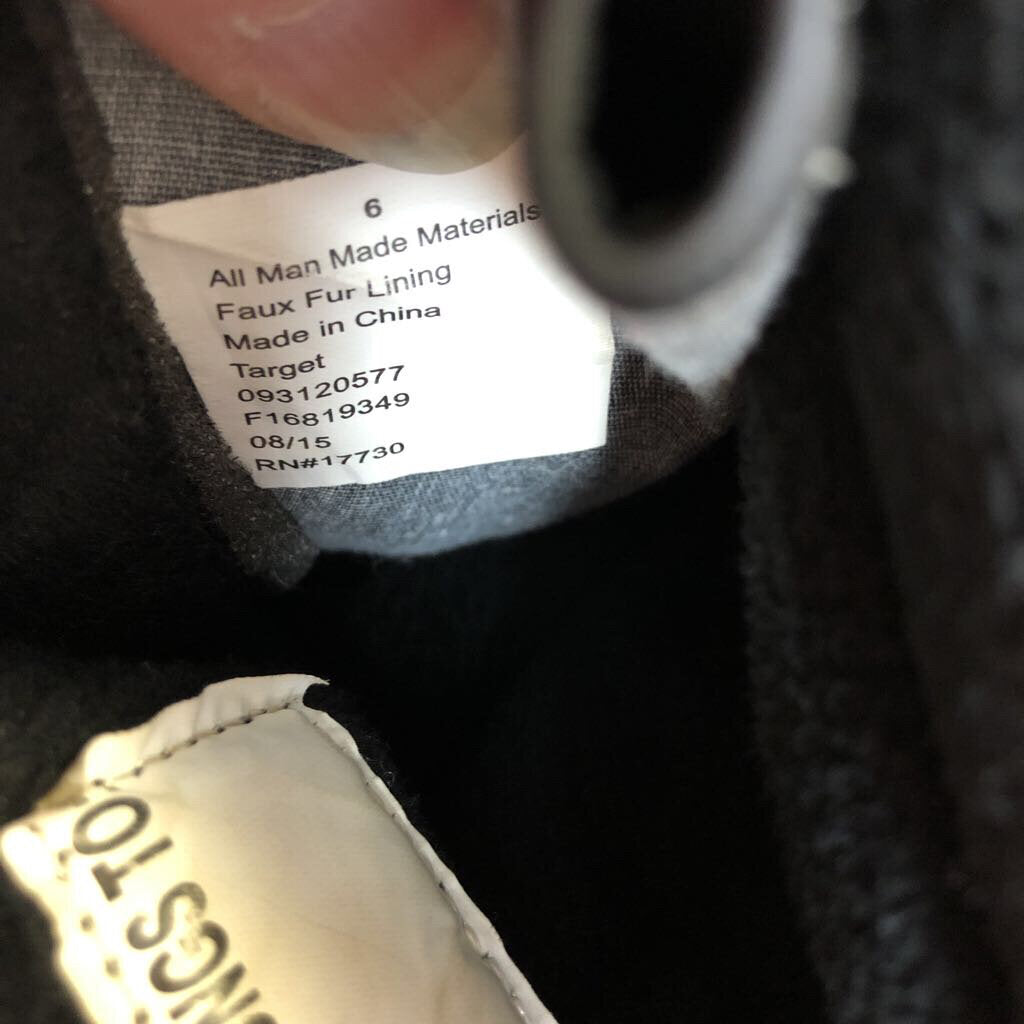 6
All Man Made Materials
Faux Fur Lining
Made in China
Target
093120577
F16819349
08/15
RN#17730